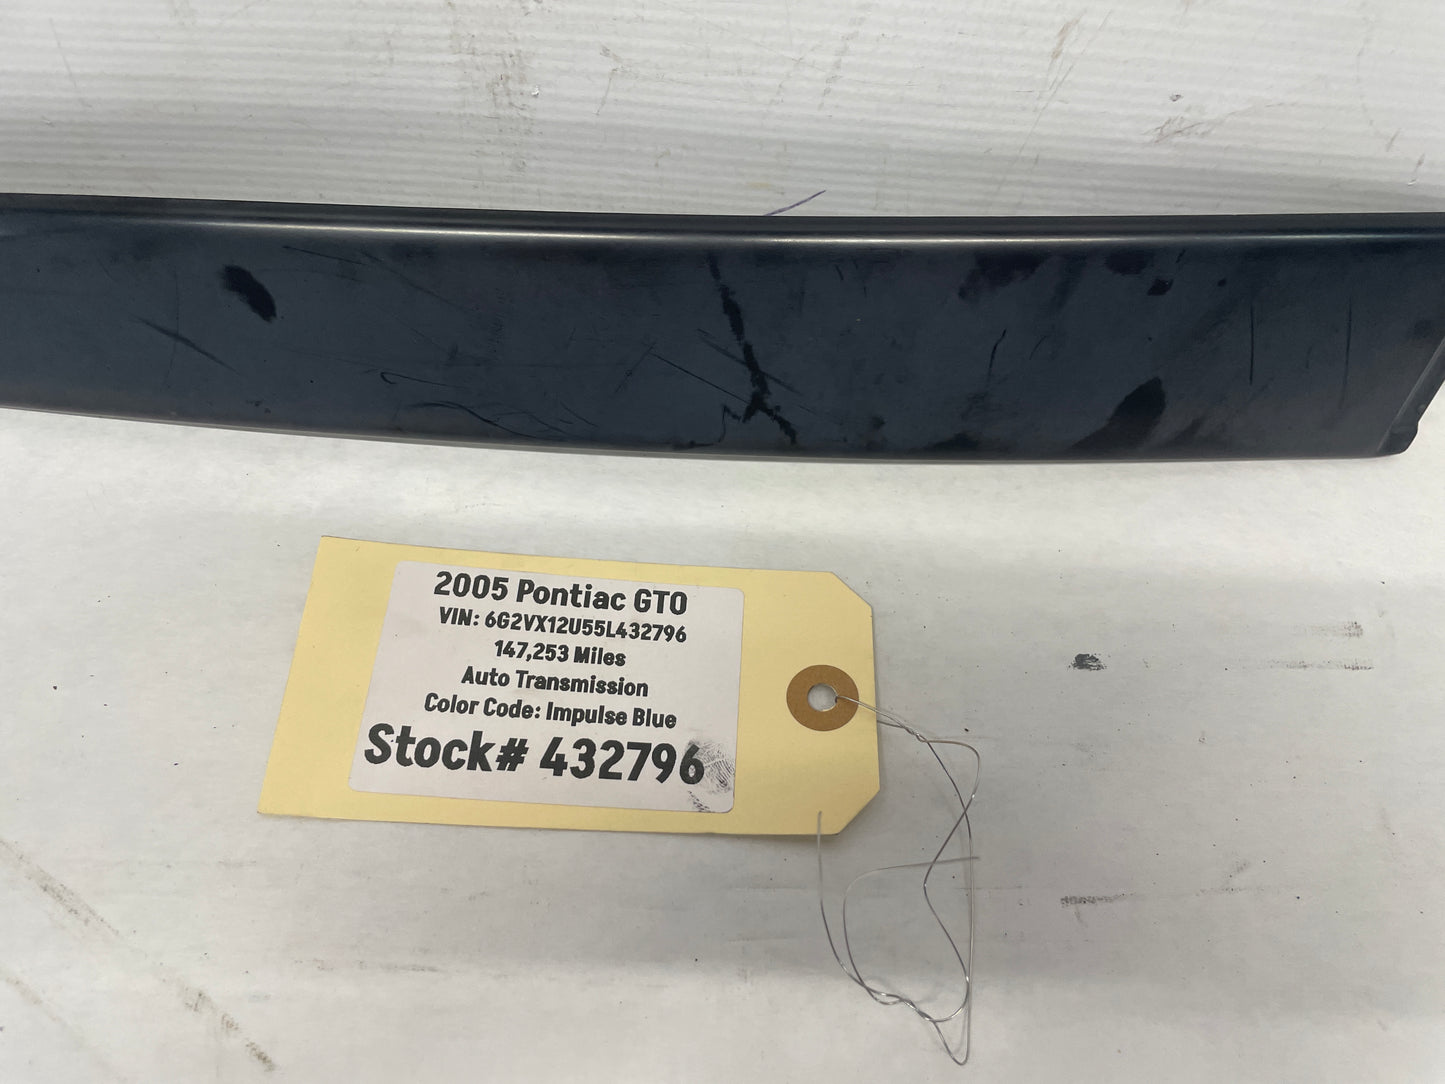 2005 Pontiac GTO
VIN: 6G2VX12U55L432796
147,253 Miles
Auto Transmission
Color Code: Impulse Blue
Stock# 432796